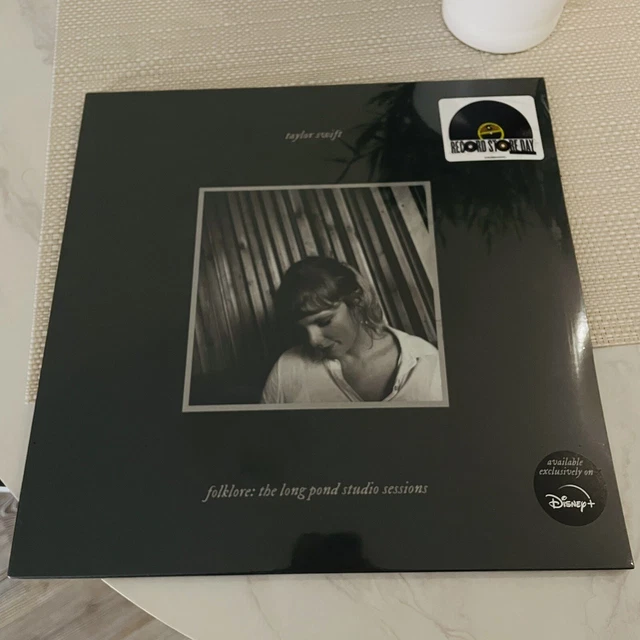 taylor swift
RECORD STORE DAY
folklore: the long pond studio sessions
available
exclusively on
Disney+